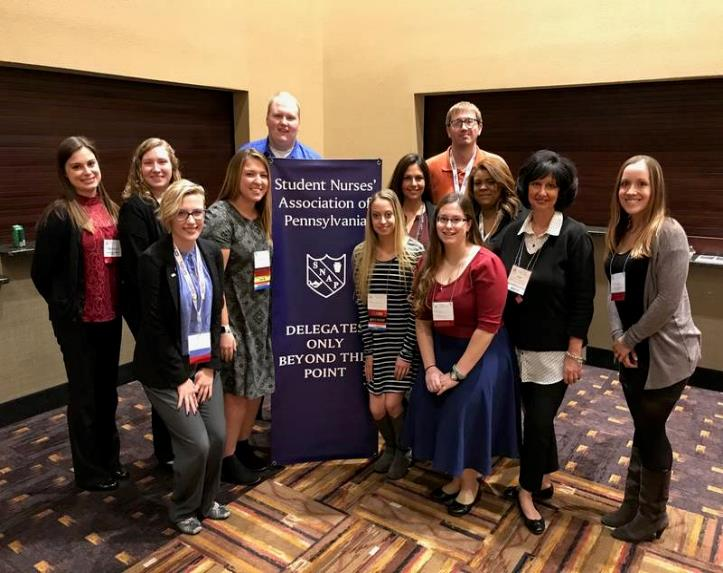 Student Nurses'
Association of
Pennsylvania
SNAP
DELEGATES
ONLY
BEYOND THE
POINT